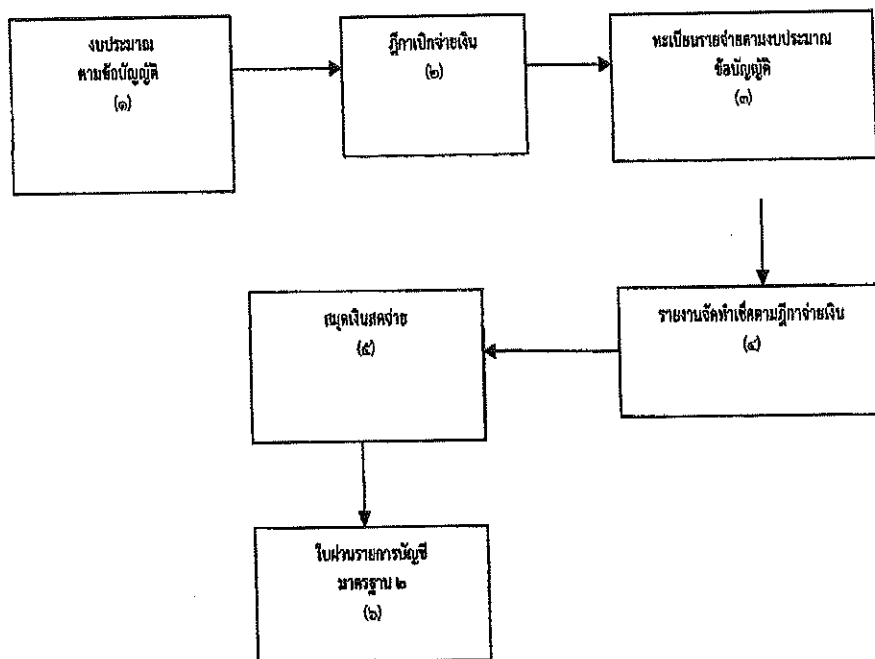 งบประมาณ
ตามข้อบัญญัติ
(๑)
ฎีกาเบิกจ่ายเงิน
(๒)
ทะเบียนรายจ่ายตามงบประมาณ
ข้อบัญญัติ
(๓)
รายงานจัดทำเช็คตามฎีกาจ่ายเงิน
(๔)
สมุดเงินสดจ่าย
(๕)
ใบผ่านรายการบัญชี
มาตรฐาน ๒
(๖)